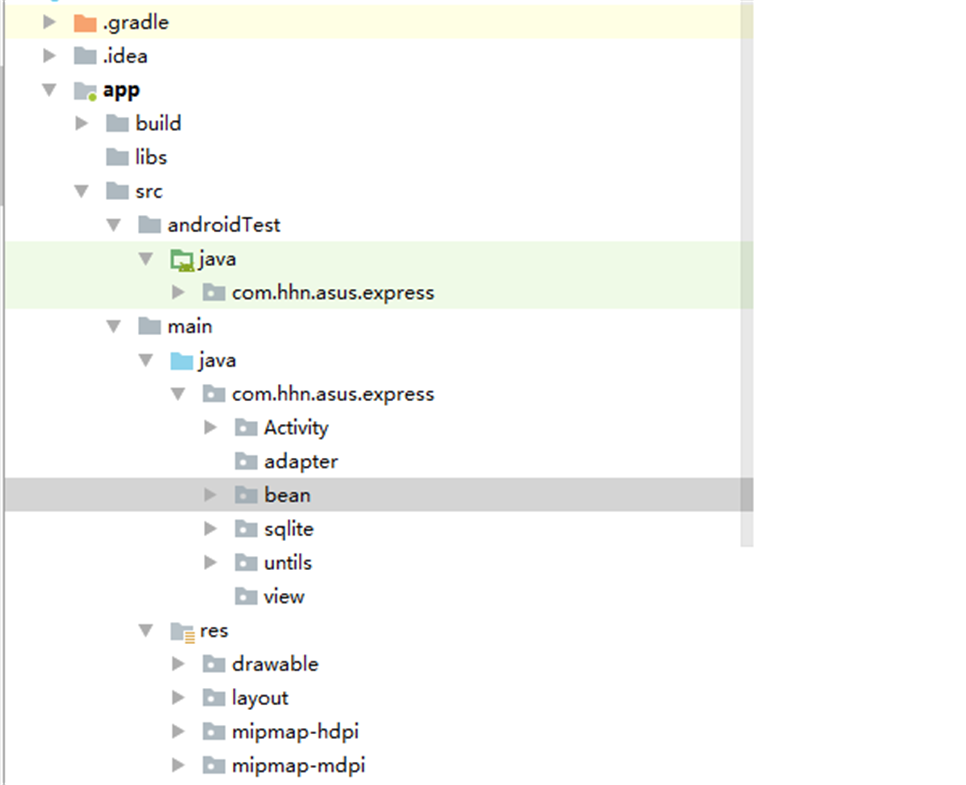 .gradle
.idea
app
build
libs
src
androidTest
java
com.hhn.asus.express
main
java
com.hhn.asus.express
Activity
adapter
bean
sqlite
untils
view
res
drawable
layout
mipmap-hdpi
mipmap-mdpi